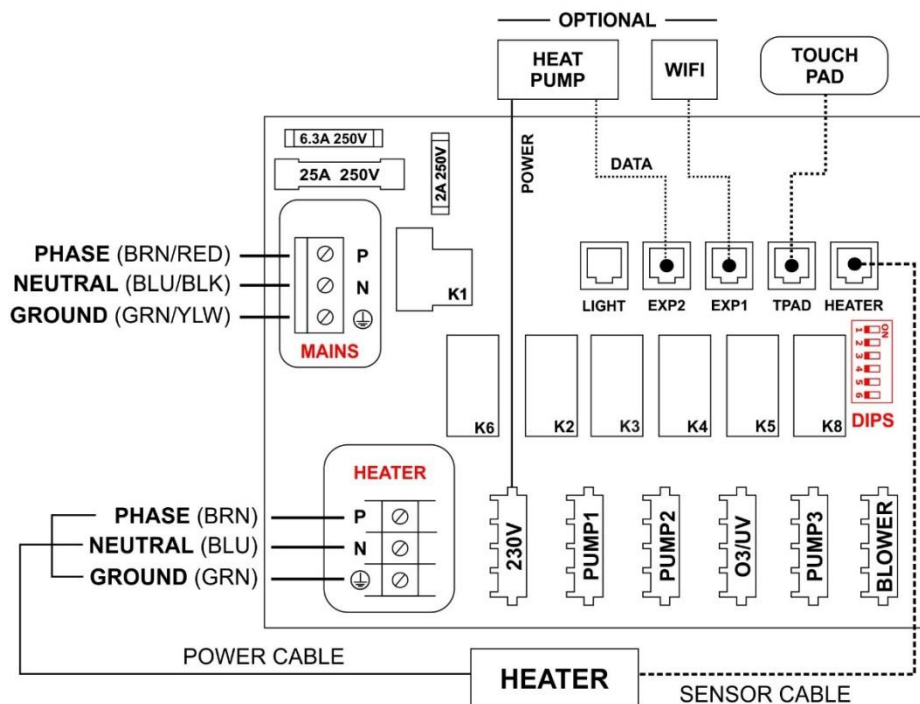 OPTIONAL
HEAT
PUMP
WIFI
TOUCH
PAD
6.3A 250V
25A 250V
2A 250V
POWER
DATA
PHASE (BRN/RED)
NEUTRAL (BLU/BLK)
GROUND (GRN/YLW)
P
N
MAINS
K1
LIGHT
EXP2
EXP1
TPAD
HEATER
ON
1
2
3
4
5
6
DIPS
K6
K2
K3
K4
K5
K8
HEATER
PHASE (BRN)
NEUTRAL (BLU)
GROUND (GRN)
P
N
230V
PUMP1
PUMP2
O3/UV
PUMP3
BLOWER
POWER CABLE
HEATER
SENSOR CABLE